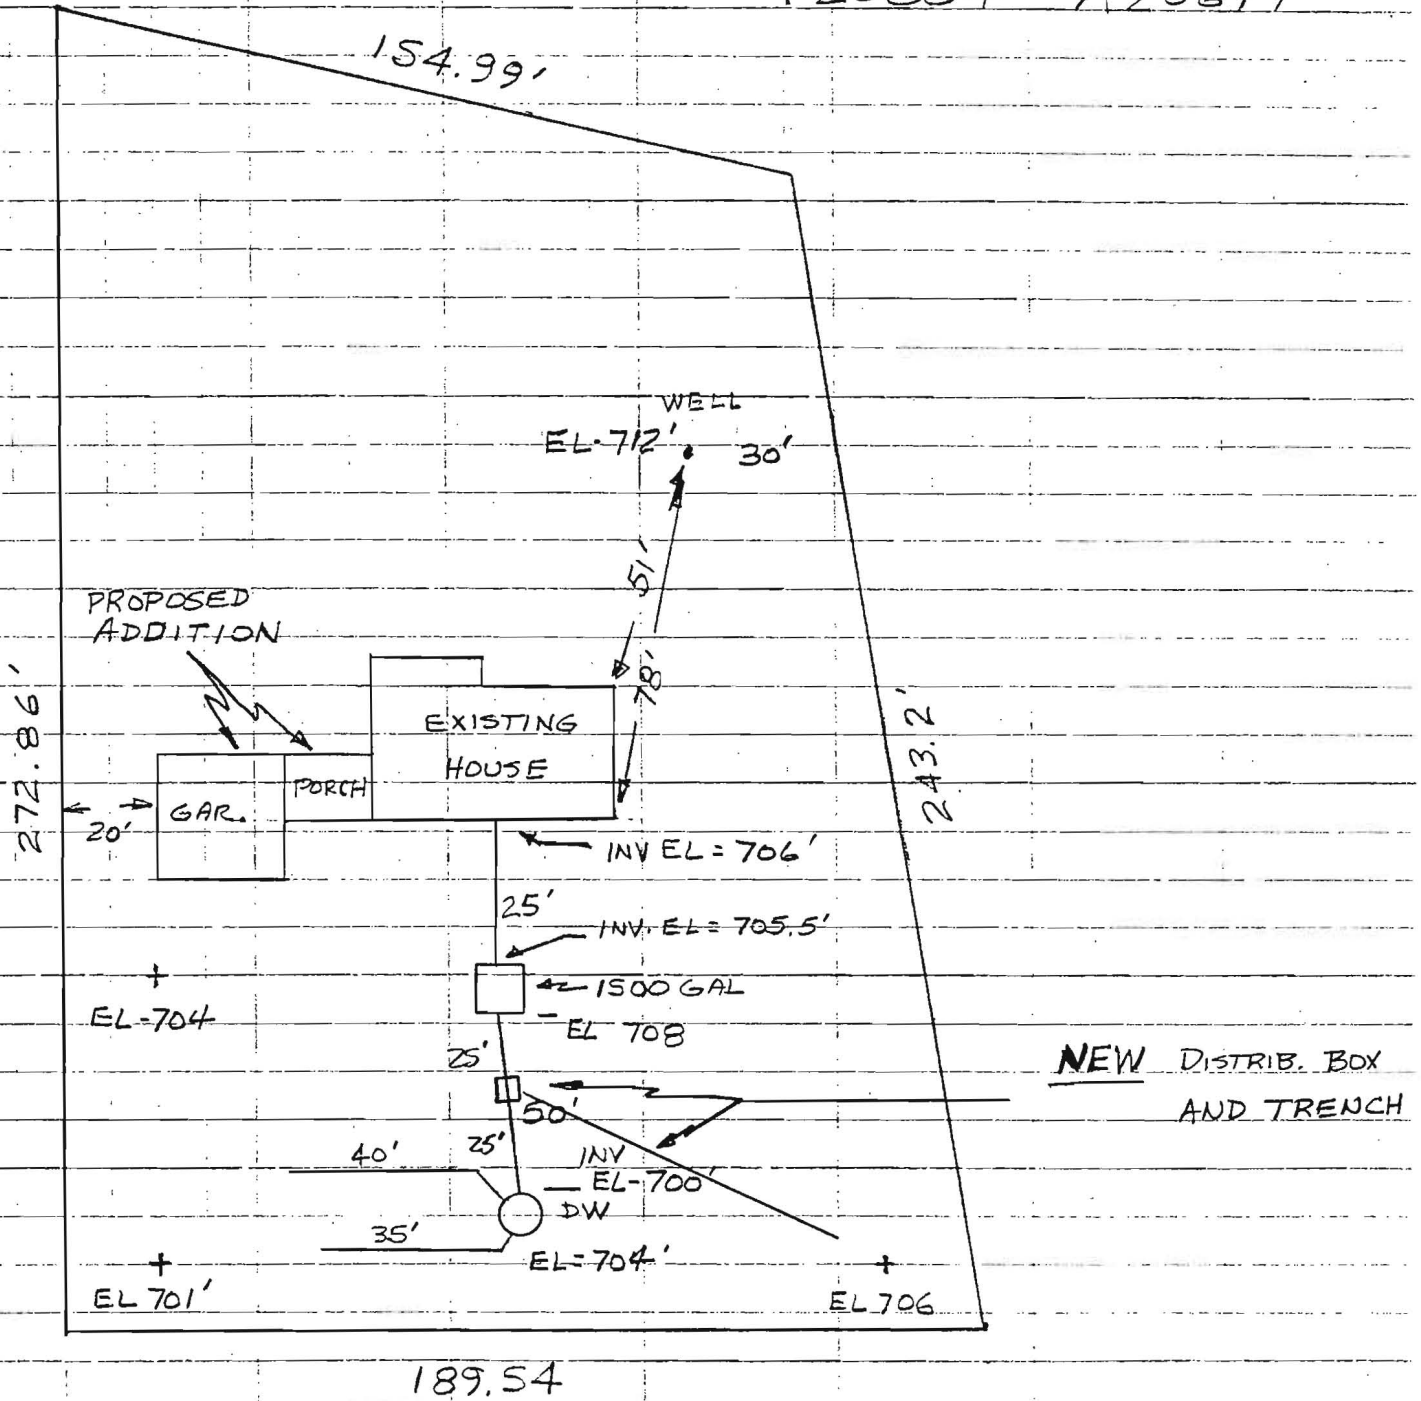 154.99'
WELL
EL-712'
30'
51'
78'
PROPOSED
ADDITION
272.86'
243.2'
EXISTING
HOUSE
PORCH
GAR.
20'
INV EL = 706'
25'
INV. EL = 705.5'
1500 GAL
EL 708
EL-704
25'
NEW DISTRIB. BOX
AND TRENCH
50'
25'
40'
INV
EL-700'
DW
35'
EL=704'
EL 701'
EL 706
189.54